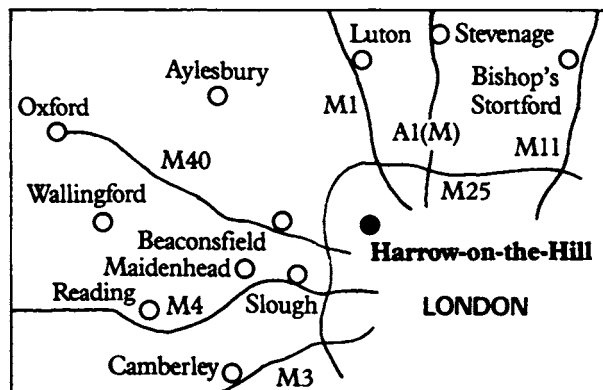 Luton
Stevenage
Aylesbury
Bishop's
Stortford
Oxford
M1
A1(M)
M11
M40
M25
Wallingford
Beaconsfield
Harrow-on-the-Hill
Maidenhead
Reading
M4
Slough
LONDON
Camberley
M3